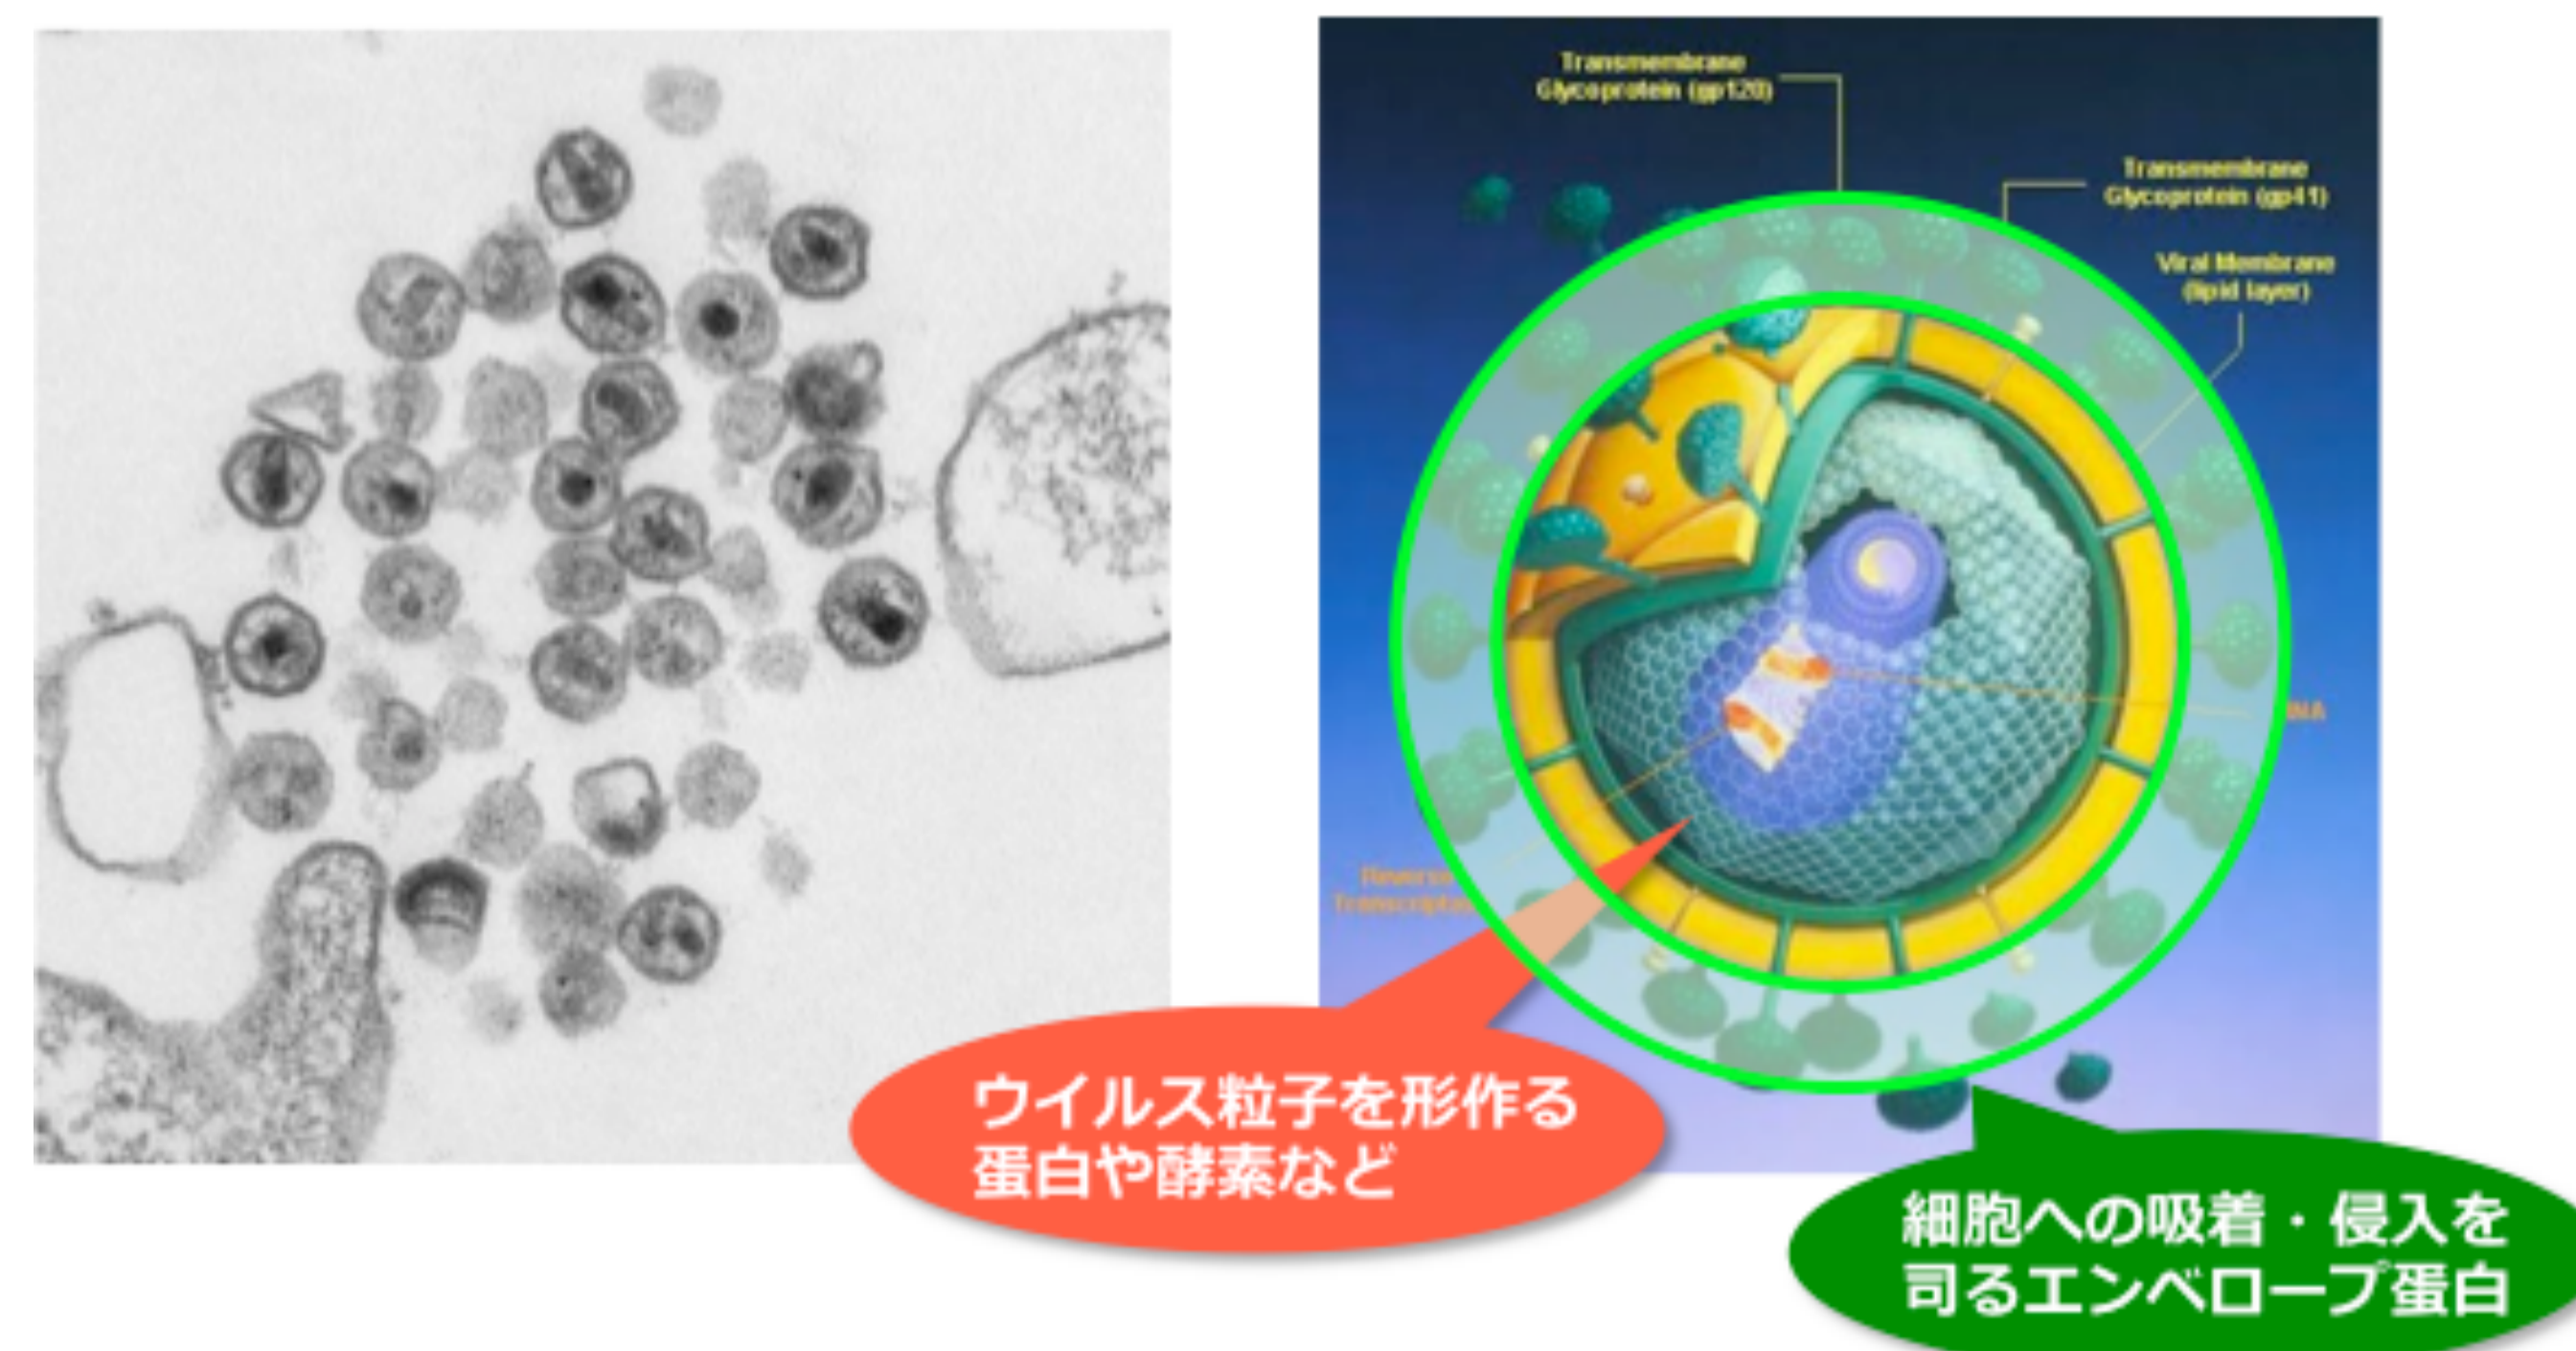 Transmembrane
Glycoprotein (gp120)
Transmembrane
Glycoprotein (gp41)
Viral Membrane
(lipid layer)
Reverse
ウイルス粒子を形作る
蛋白や酵素など
細胞への吸着・侵入を
司るエンベロープ蛋白